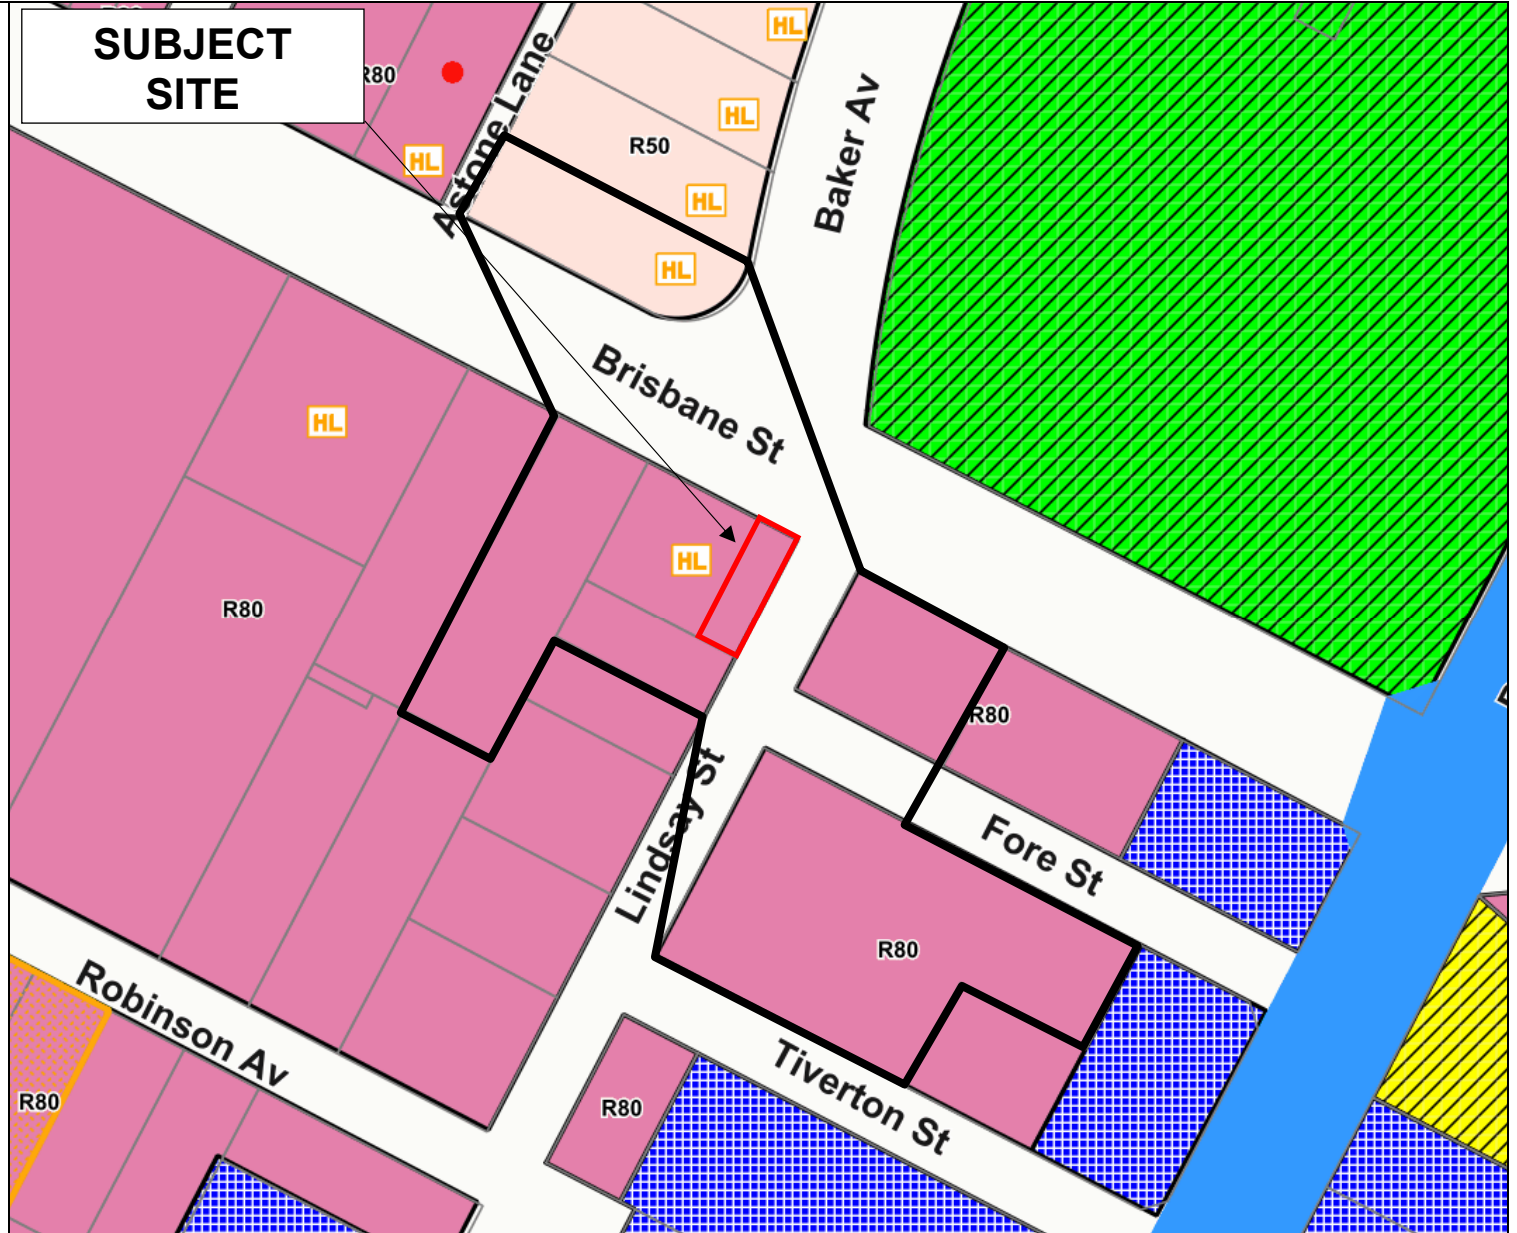 SUBJECT
SITE
R80
HL
Astone Lane
HL
HL
R50
HL
HL
Baker Av
Brisbane St
HL
HL
R80
R80
Lindsay St
Fore St
R80
Robinson Av
R80
R80
Tiverton St